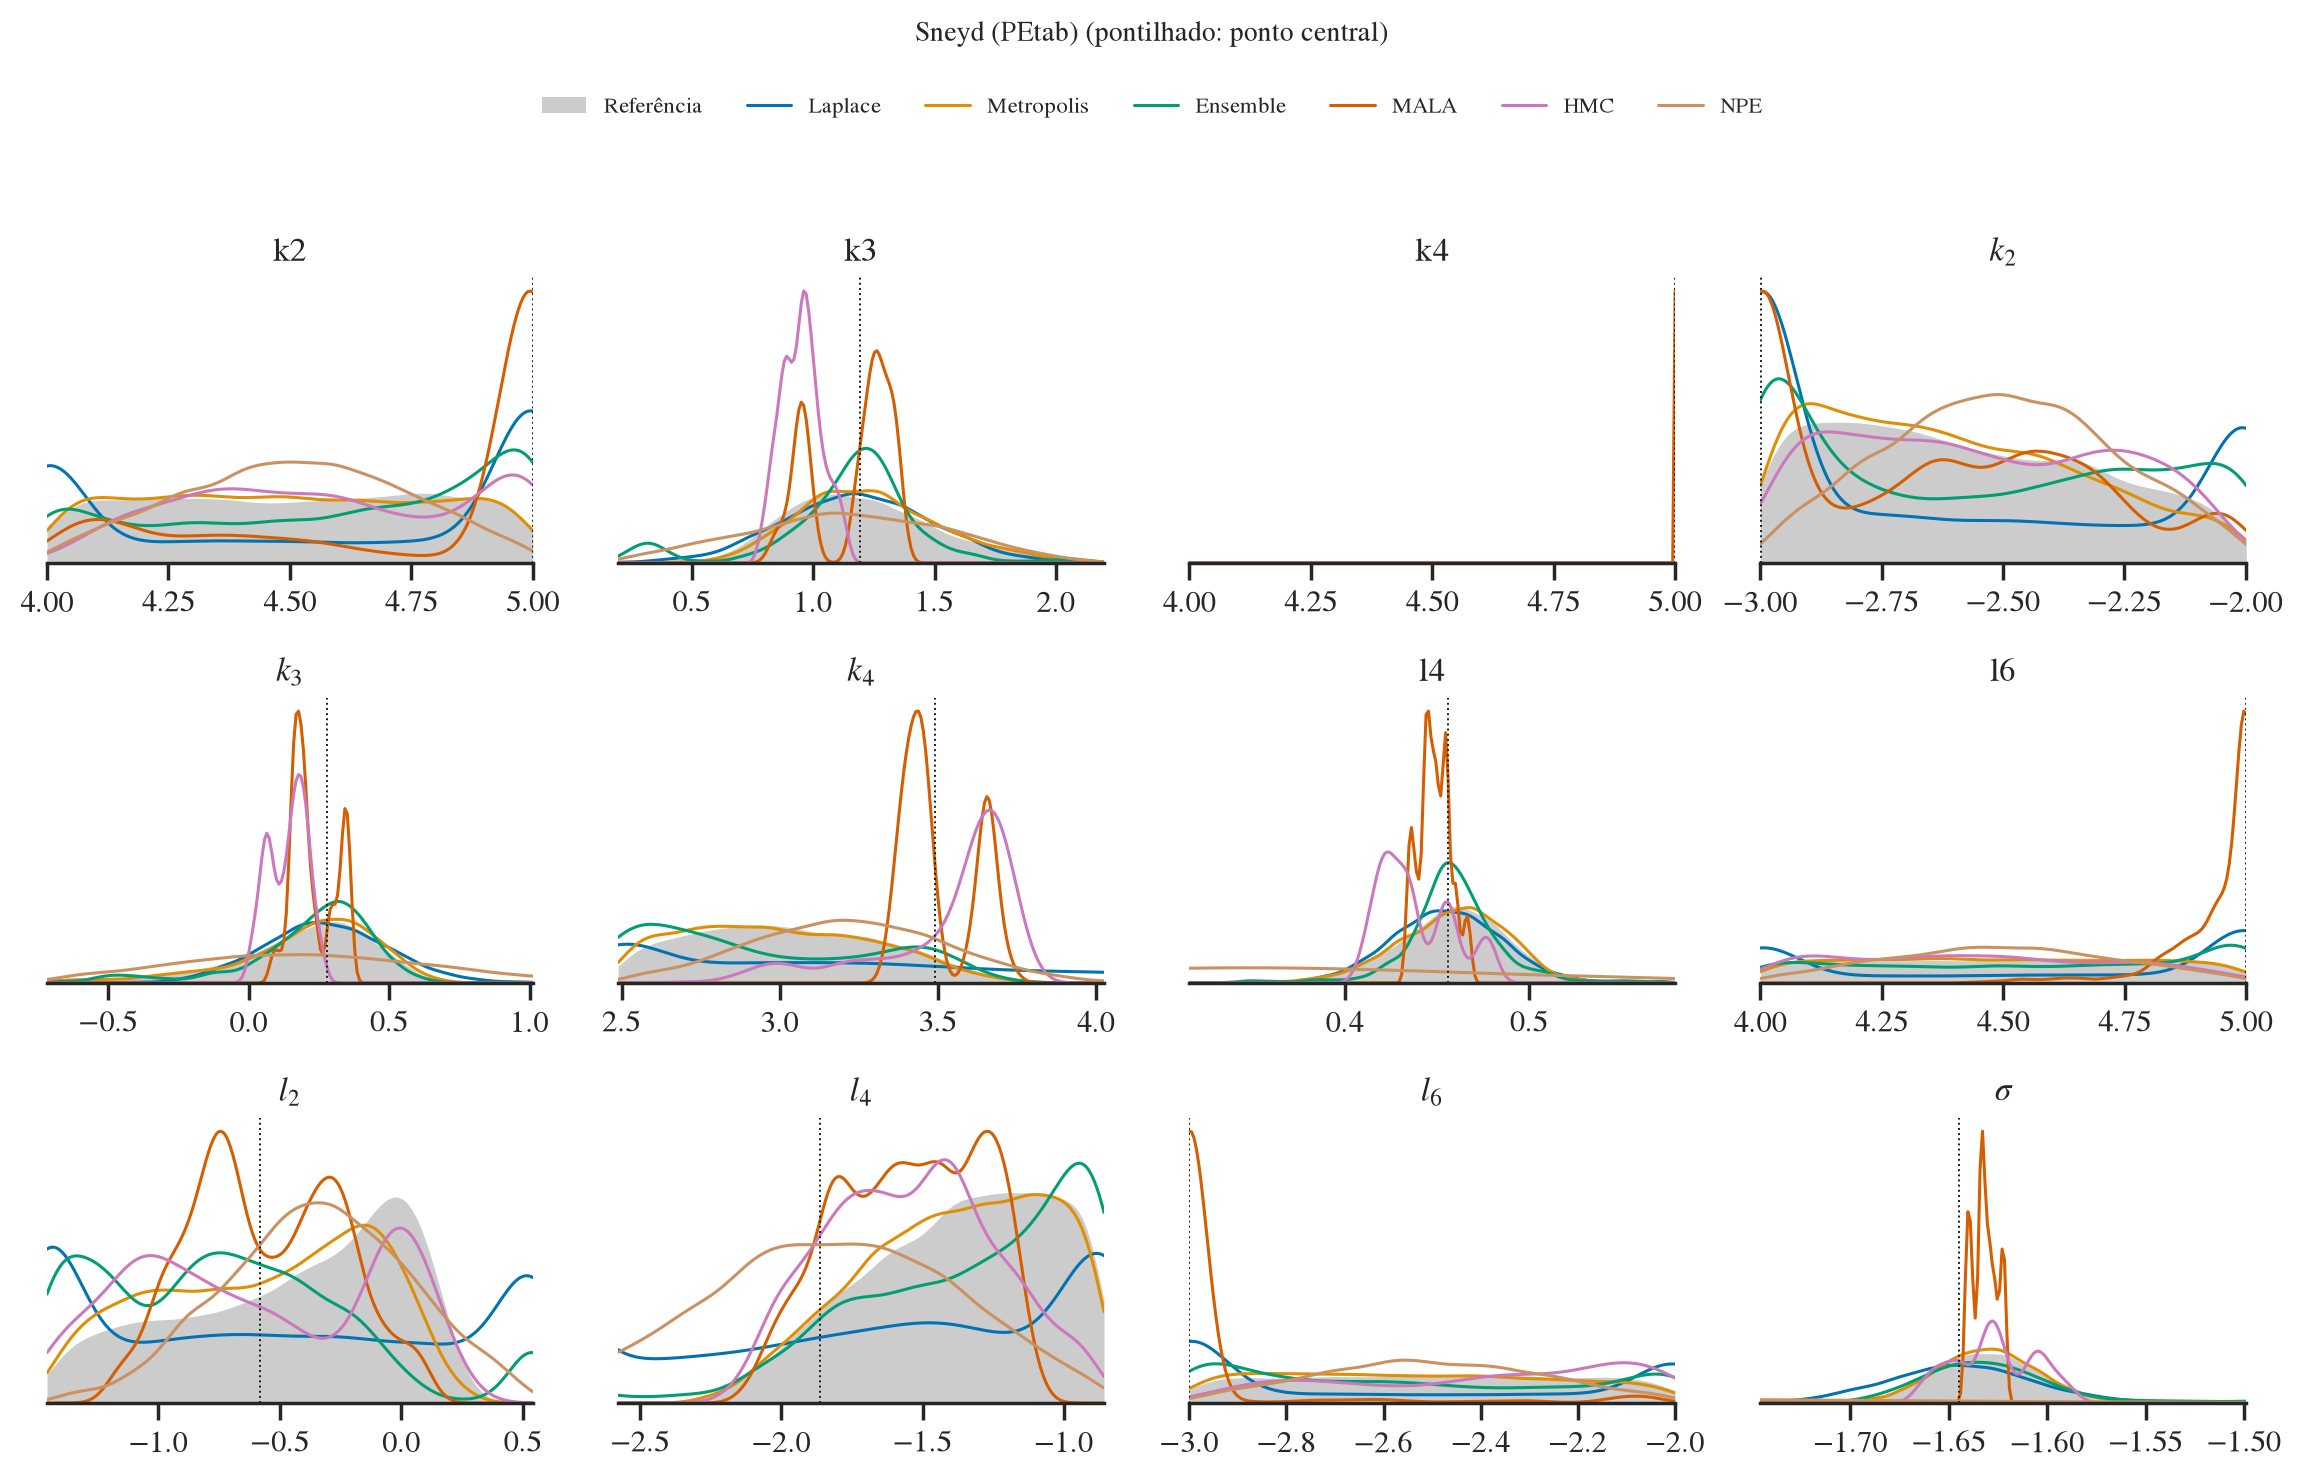 Sneyd (PEtab) (pontilhado: ponto central)
Referência Laplace Metropolis Ensemble MALA HMC NPE
k2 k3 k4 k₂
4.00 4.25 4.50 4.75 5.00 0.5 1.0 1.5 2.0 4.00 4.25 4.50 4.75 5.00 −3.00 −2.75 −2.50 −2.25 −2.00
k₃ k₄ l4 l6
−0.5 0.0 0.5 1.0 2.5 3.0 3.5 4.0 0.4 0.5 4.00 4.25 4.50 4.75 5.00
l₂ l₄ l₆ σ
−1.0 −0.5 0.0 0.5 −2.5 −2.0 −1.5 −1.0 −3.0 −2.8 −2.6 −2.4 −2.2 −2.0 −1.70 −1.65 −1.60 −1.55 −1.50